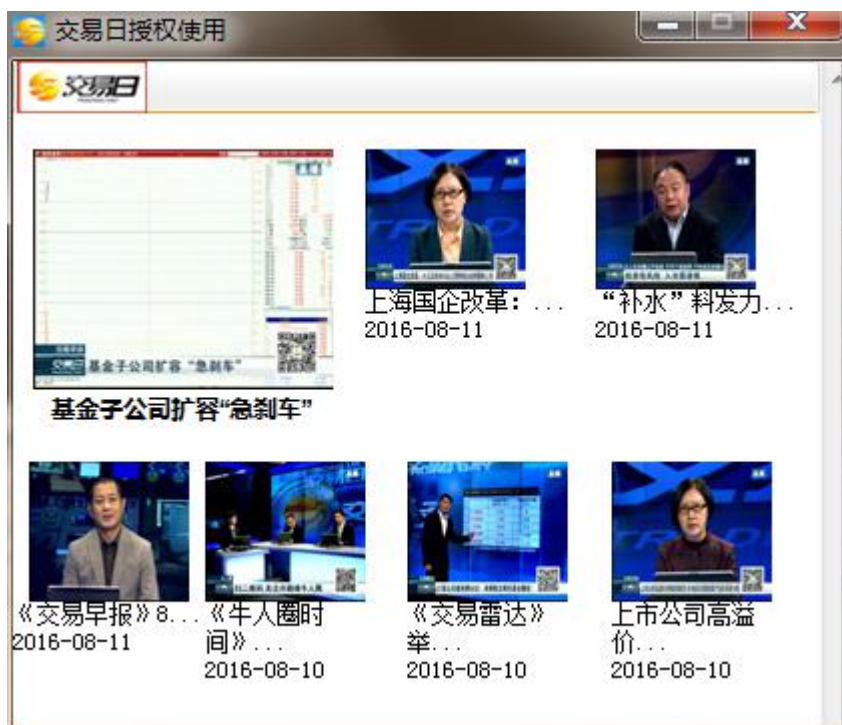 交易日授权使用
交易日
交易日 基金子公司扩容“急刹车”
基金子公司扩容“急刹车”
上海国企改革：...
2016-08-11
“补水”料发力...
2016-08-11
《交易早报》8...
2016-08-11
《牛人圈时
间》...
2016-08-10
《交易雷达》
举...
2016-08-10
上市公司高溢
价...
2016-08-10